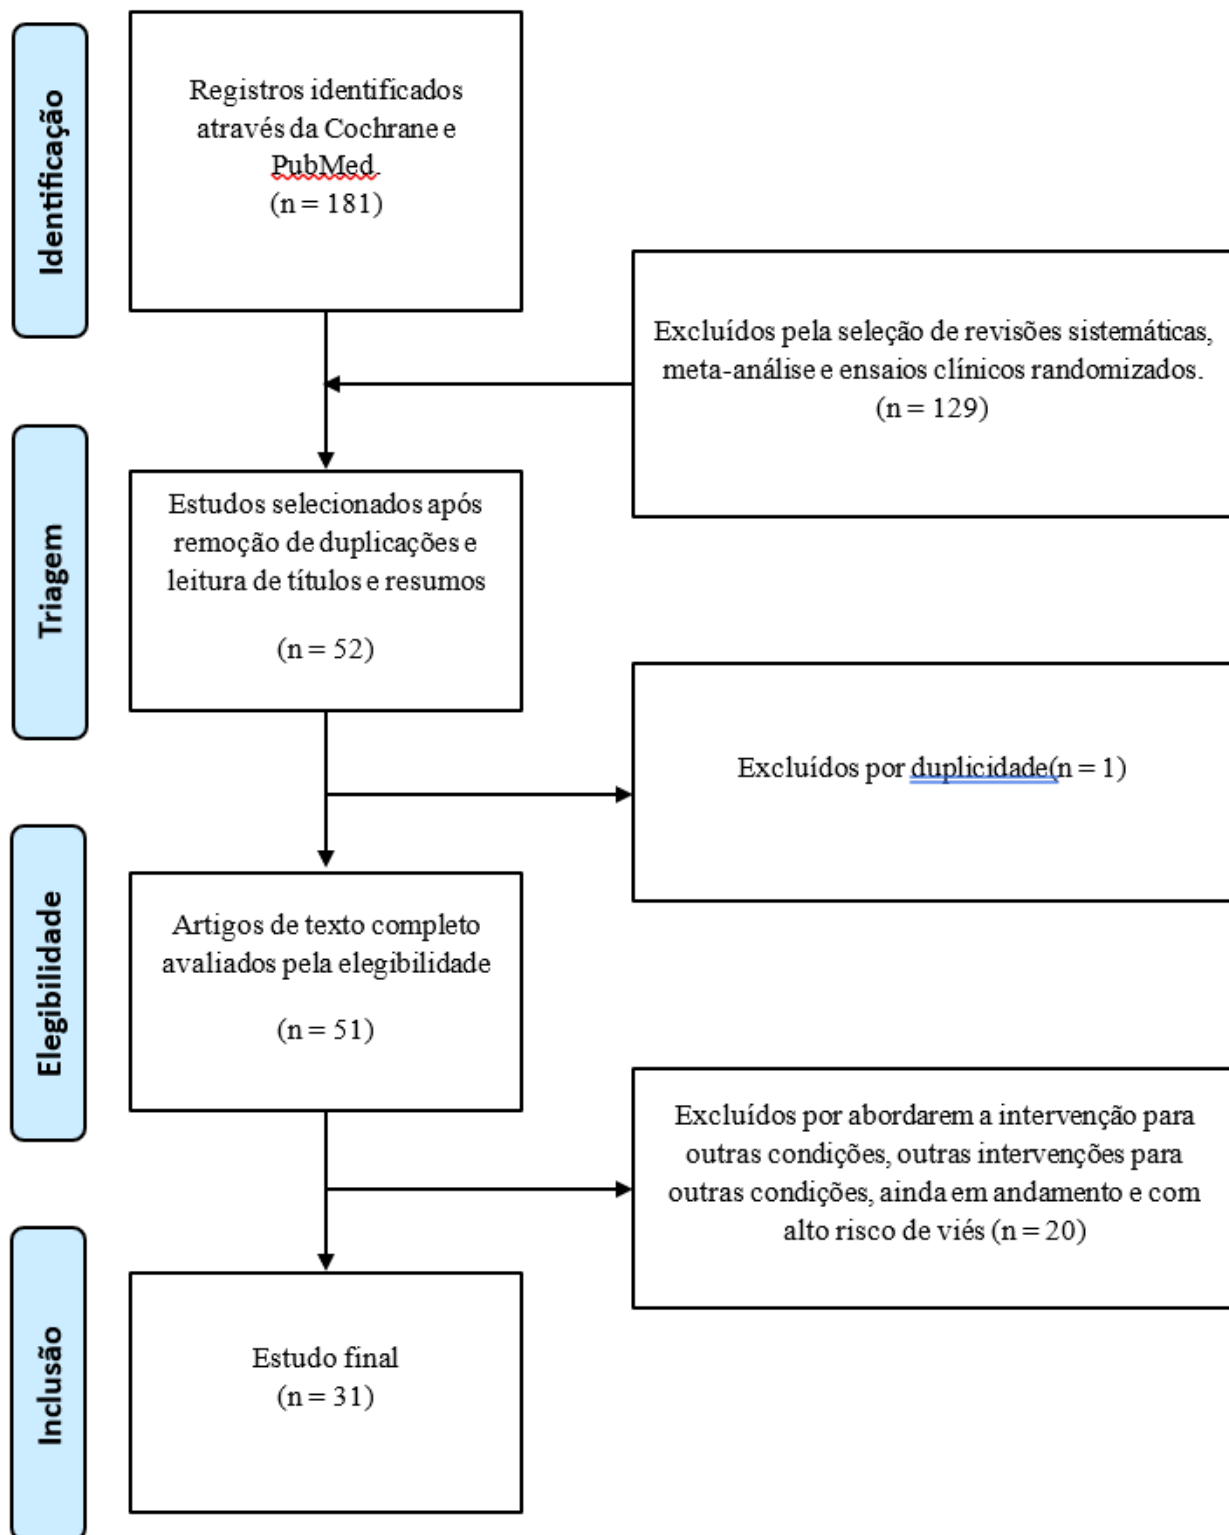 Identificação
Registros identificados
através da Cochrane e
PubMed.
(n = 181)
Excluídos pela seleção de revisões sistemáticas,
meta-análise e ensaios clínicos randomizados.
(n = 129)
Triagem
Estudos selecionados após
remoção de duplicações e
leitura de títulos e resumos
(n = 52)
Excluídos por duplicidade(n = 1)
Elegibilidade
Artigos de texto completo
avaliados pela elegibilidade
(n = 51)
Excluídos por abordarem a intervenção para
outras condições, outras intervenções para
outras condições, ainda em andamento e com
alto risco de viés (n = 20)
Inclusão
Estudo final
(n = 31)